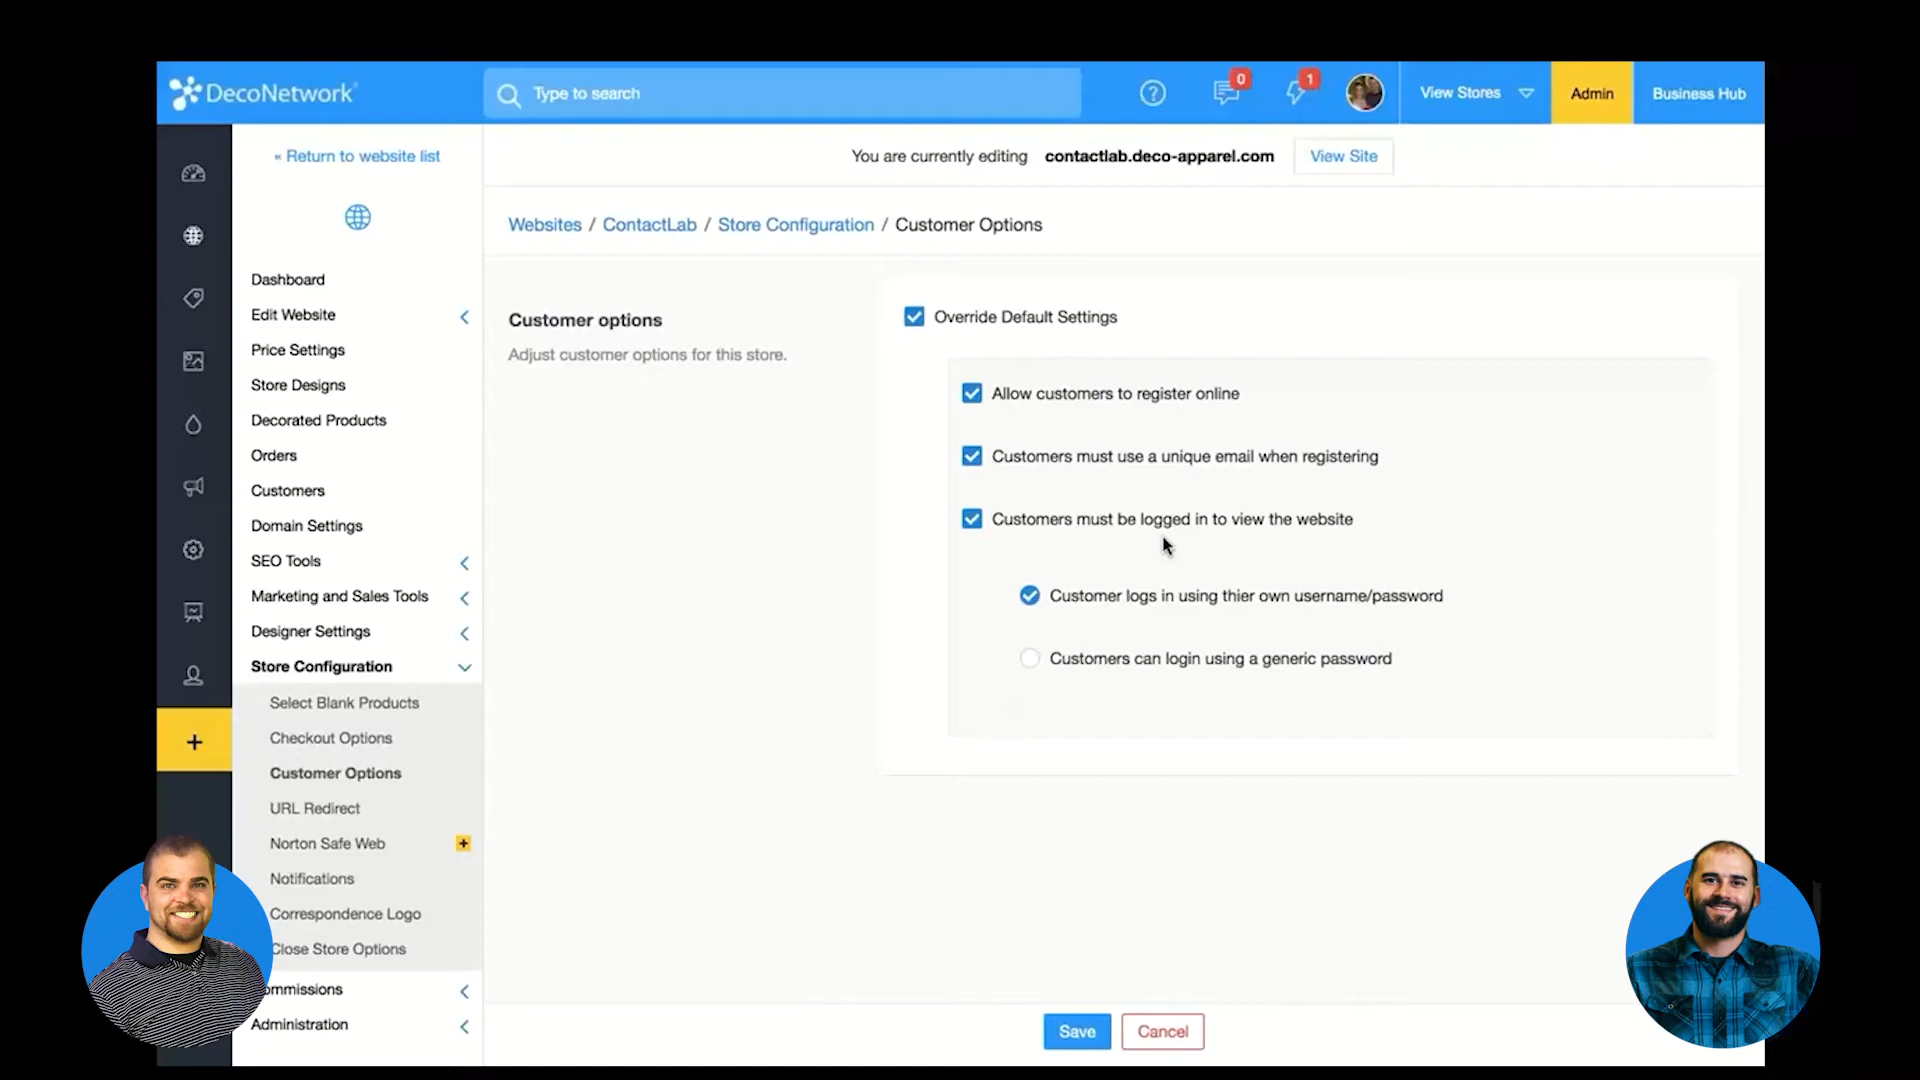 DecoNetwork
Type to search
0
1
View Stores
Admin
Business Hub
« Return to website list
You are currently editing contactlab.deco-apparel.com
View Site
Websites / ContactLab / Store Configuration / Customer Options
Dashboard
Edit Website
Price Settings
Store Designs
Decorated Products
Orders
Customers
Domain Settings
SEO Tools
Marketing and Sales Tools
Designer Settings
Store Configuration
Select Blank Products
Checkout Options
Customer Options
URL Redirect
Norton Safe Web
Notifications
Correspondence Logo
Close Store Options
ommissions
Administration
Customer options
Adjust customer options for this store.
Override Default Settings
Allow customers to register online
Customers must use a unique email when registering
Customers must be logged in to view the website
Customer logs in using thier own username/password
Customers can login using a generic password
Save
Cancel